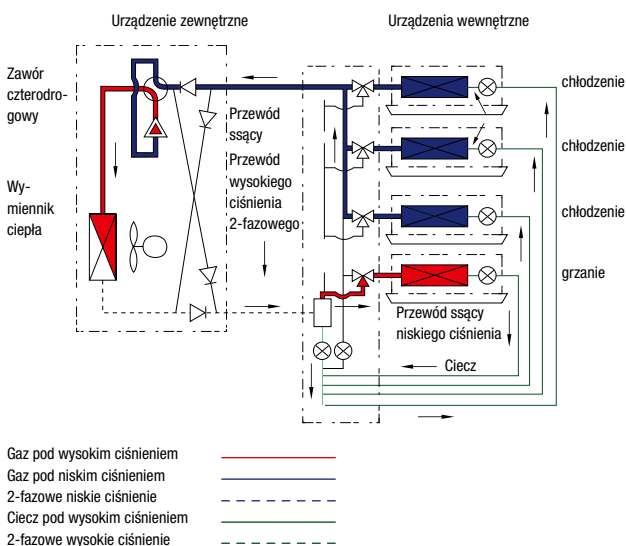 Urządzenie zewnętrzne
Urządzenia wewnętrzne
Zawór
czterodro-
gowy
Wy-
miennik
ciepła
Przewód
ssący
Przewód
wysokiego
ciśnienia
2-fazowego
chłodzenie
chłodzenie
chłodzenie
grzanie
Przewód ssący
niskiego ciśnienia
Ciecz
Gaz pod wysokim ciśnieniem
Gaz pod niskim ciśnieniem
2-fazowe niskie ciśnienie
Ciecz pod wysokim ciśnieniem
2-fazowe wysokie ciśnienie